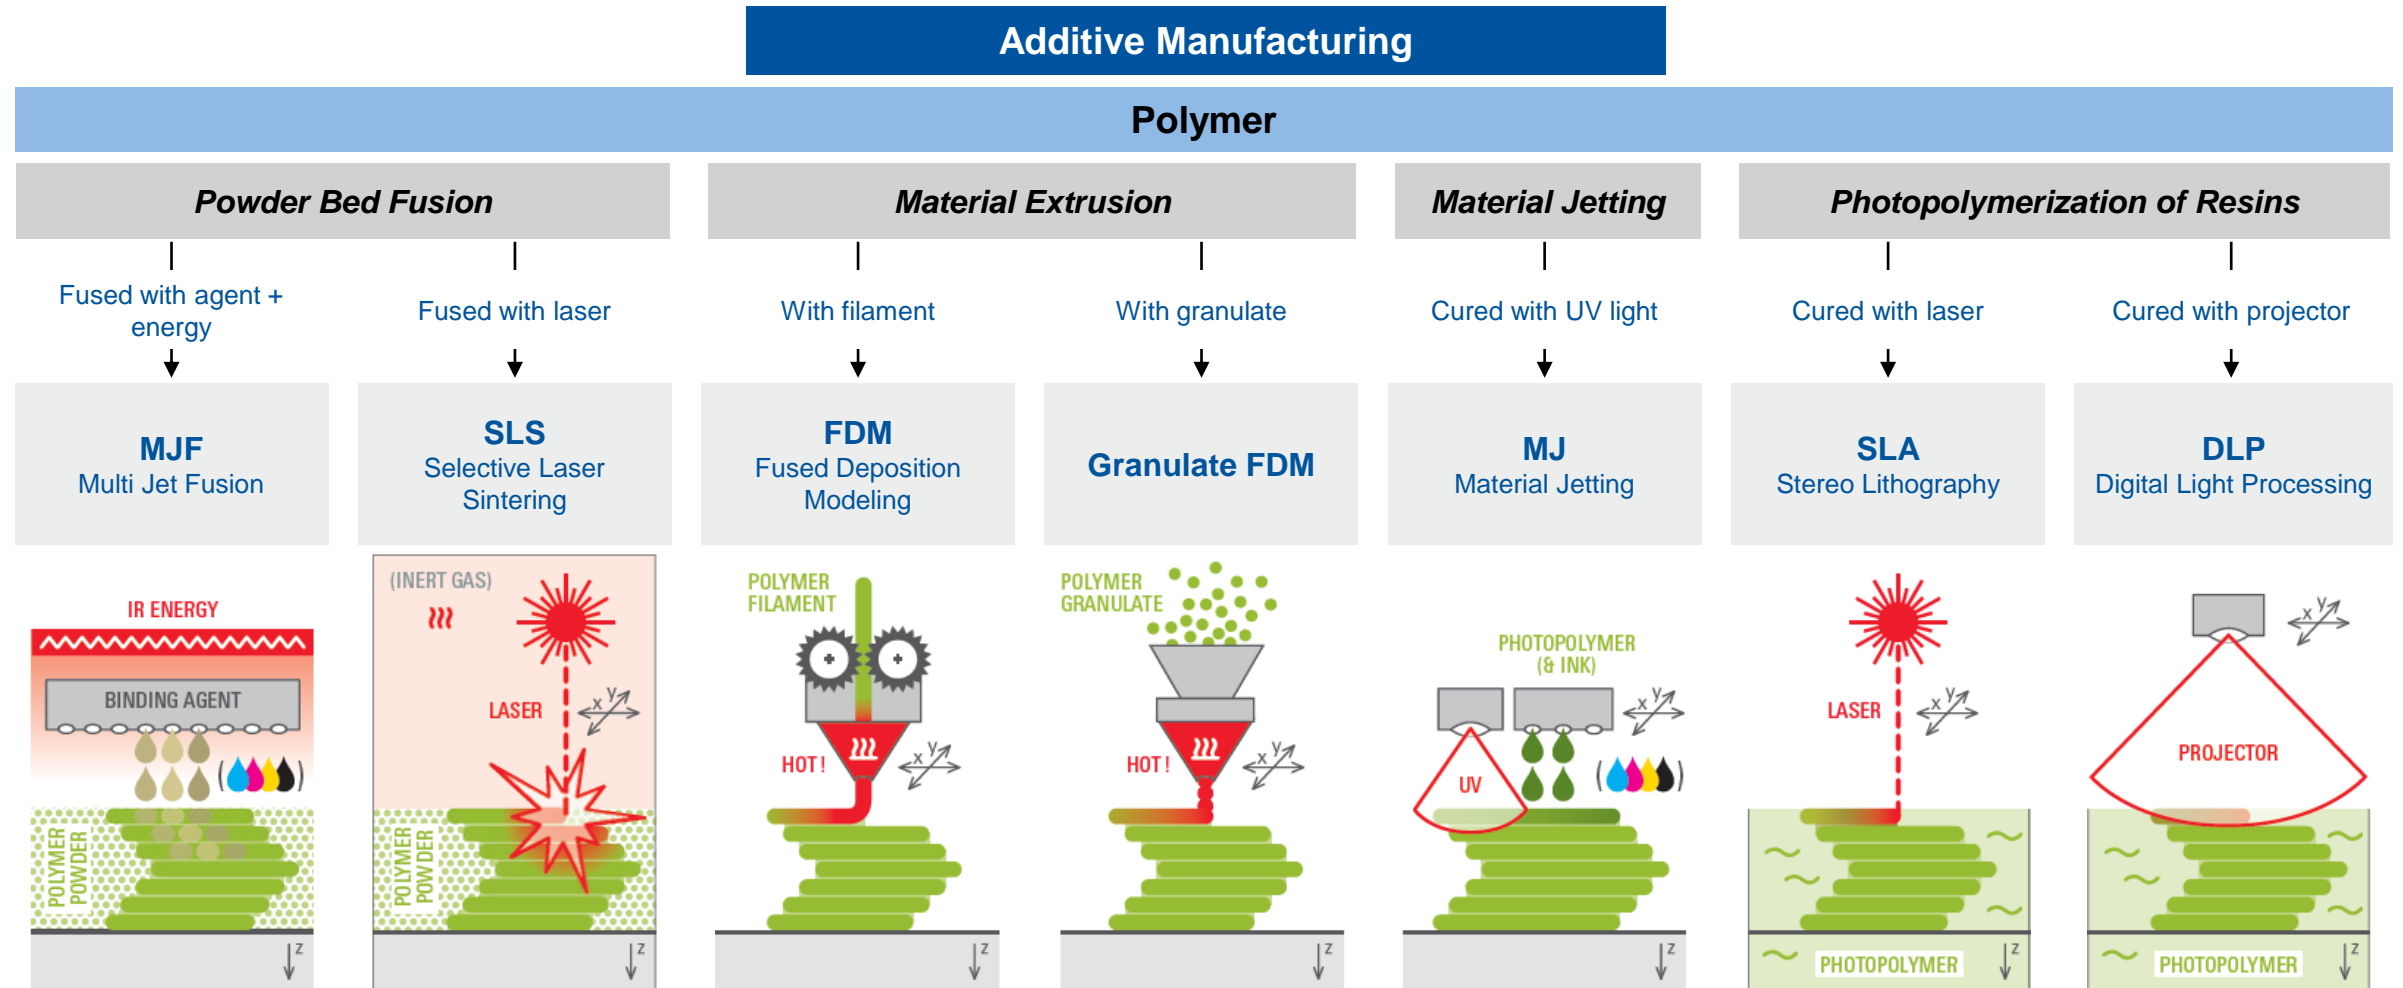 Additive Manufacturing
Polymer
Powder Bed Fusion
Material Extrusion
Material Jetting
Photopolymerization of Resins
Fused with agent +
energy
Fused with laser
With filament
With granulate
Cured with UV light
Cured with laser
Cured with projector
MJF
Multi Jet Fusion
SLS
Selective Laser
Sintering
FDM
Fused Deposition
Modeling
Granulate FDM
MJ
Material Jetting
SLA
Stereo Lithography
DLP
Digital Light Processing
IR ENERGY
BINDING AGENT
POLYMER
POWDER
z
(INERT GAS)
LASER
x
y
POLYMER
POWDER
z
POLYMER
FILAMENT
HOT!
x
y
z
POLYMER
GRANULATE
HOT!
x
y
z
PHOTOPOLYMER
(& INK)
x
y
UV
z
LASER
x
y
PHOTOPOLYMER
z
x
y
PROJECTOR
PHOTOPOLYMER
z